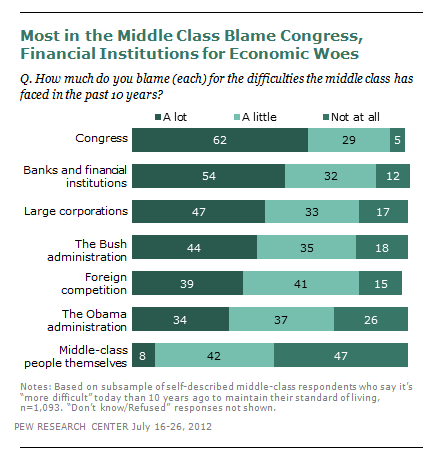 Most in the Middle Class Blame Congress,
Financial Institutions for Economic Woes
Q. How much do you blame (each) for the difficulties the middle class has
faced in the past 10 years?
A lot A little Not at all
Congress 62 29 5
Banks and financial
institutions 54 32 12
Large corporations 47 33 17
The Bush
administration 44 35 18
Foreign
competition 39 41 15
The Obama
administration 34 37 26
Middle-class
people themselves 8 42 47
Notes: Based on subsample of self-described middle-class respondents who say it's
"more difficult" today than 10 years ago to maintain their standard of living,
n=1,093. "Don't know/Refused" responses not shown.
PEW RESEARCH CENTER July 16-26, 2012